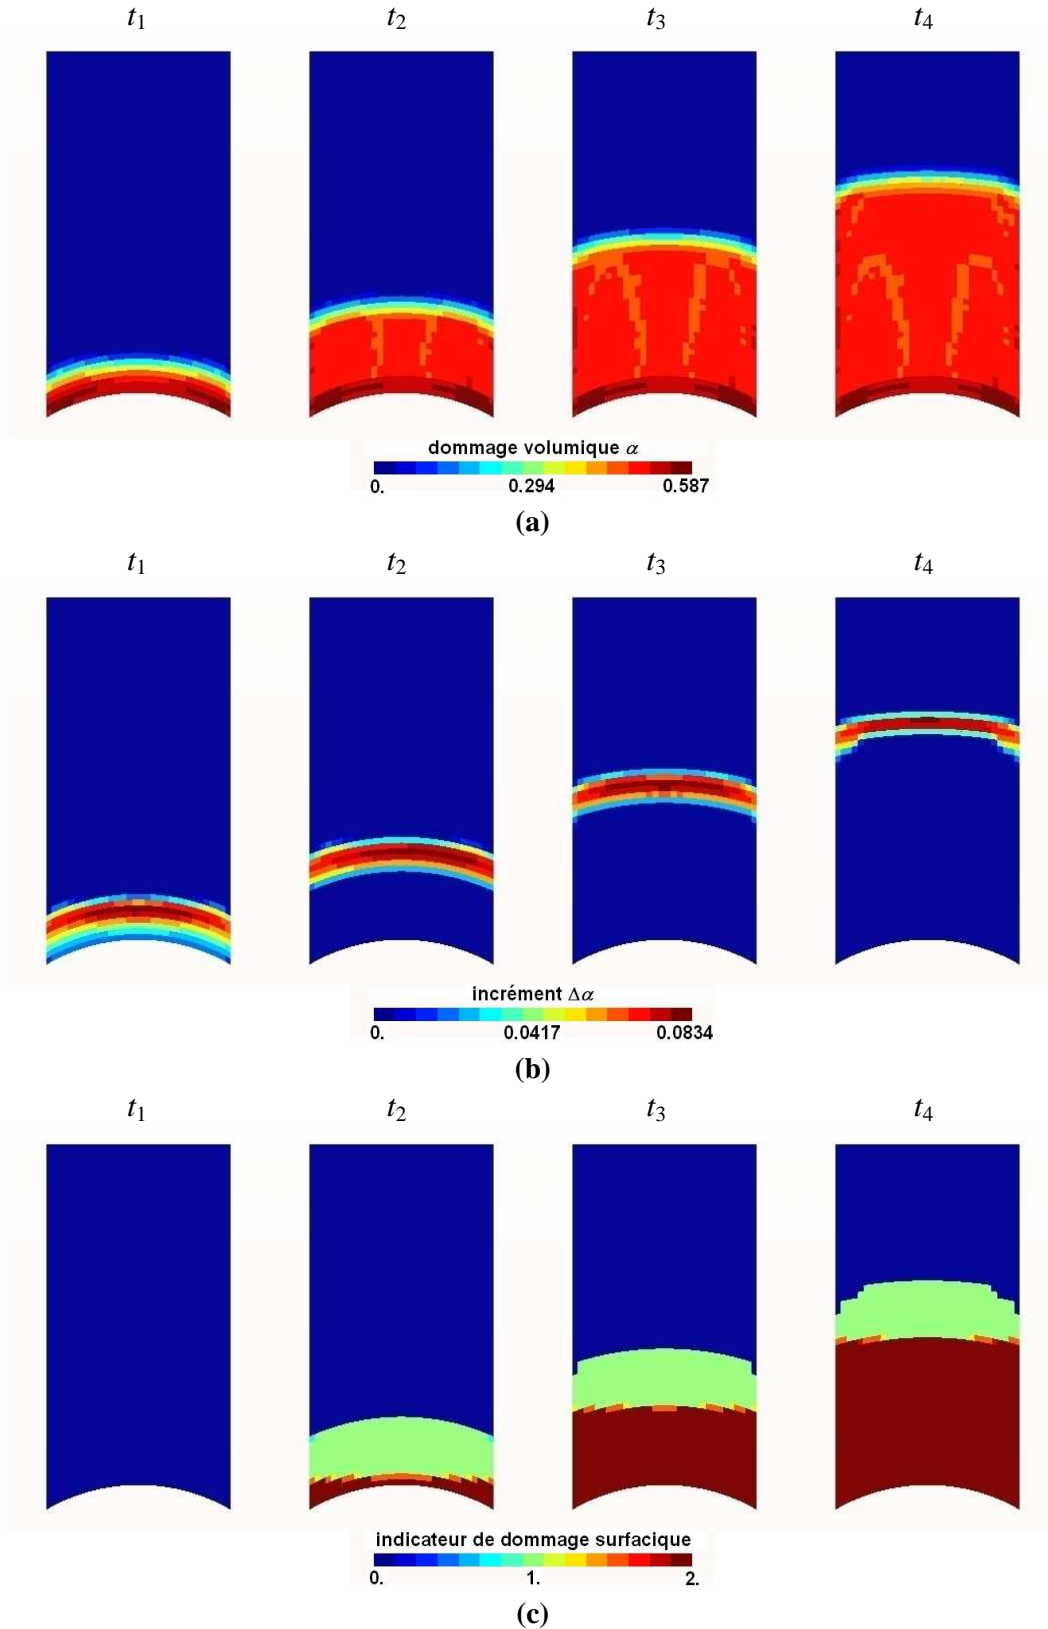 t1 t2 t3 t4
dommage volumique α
0. 0.294 0.587
(a)
t1 t2 t3 t4
incrément Δα
0. 0.0417 0.0834
(b)
t1 t2 t3 t4
indicateur de dommage surfacique
0. 1. 2.
(c)